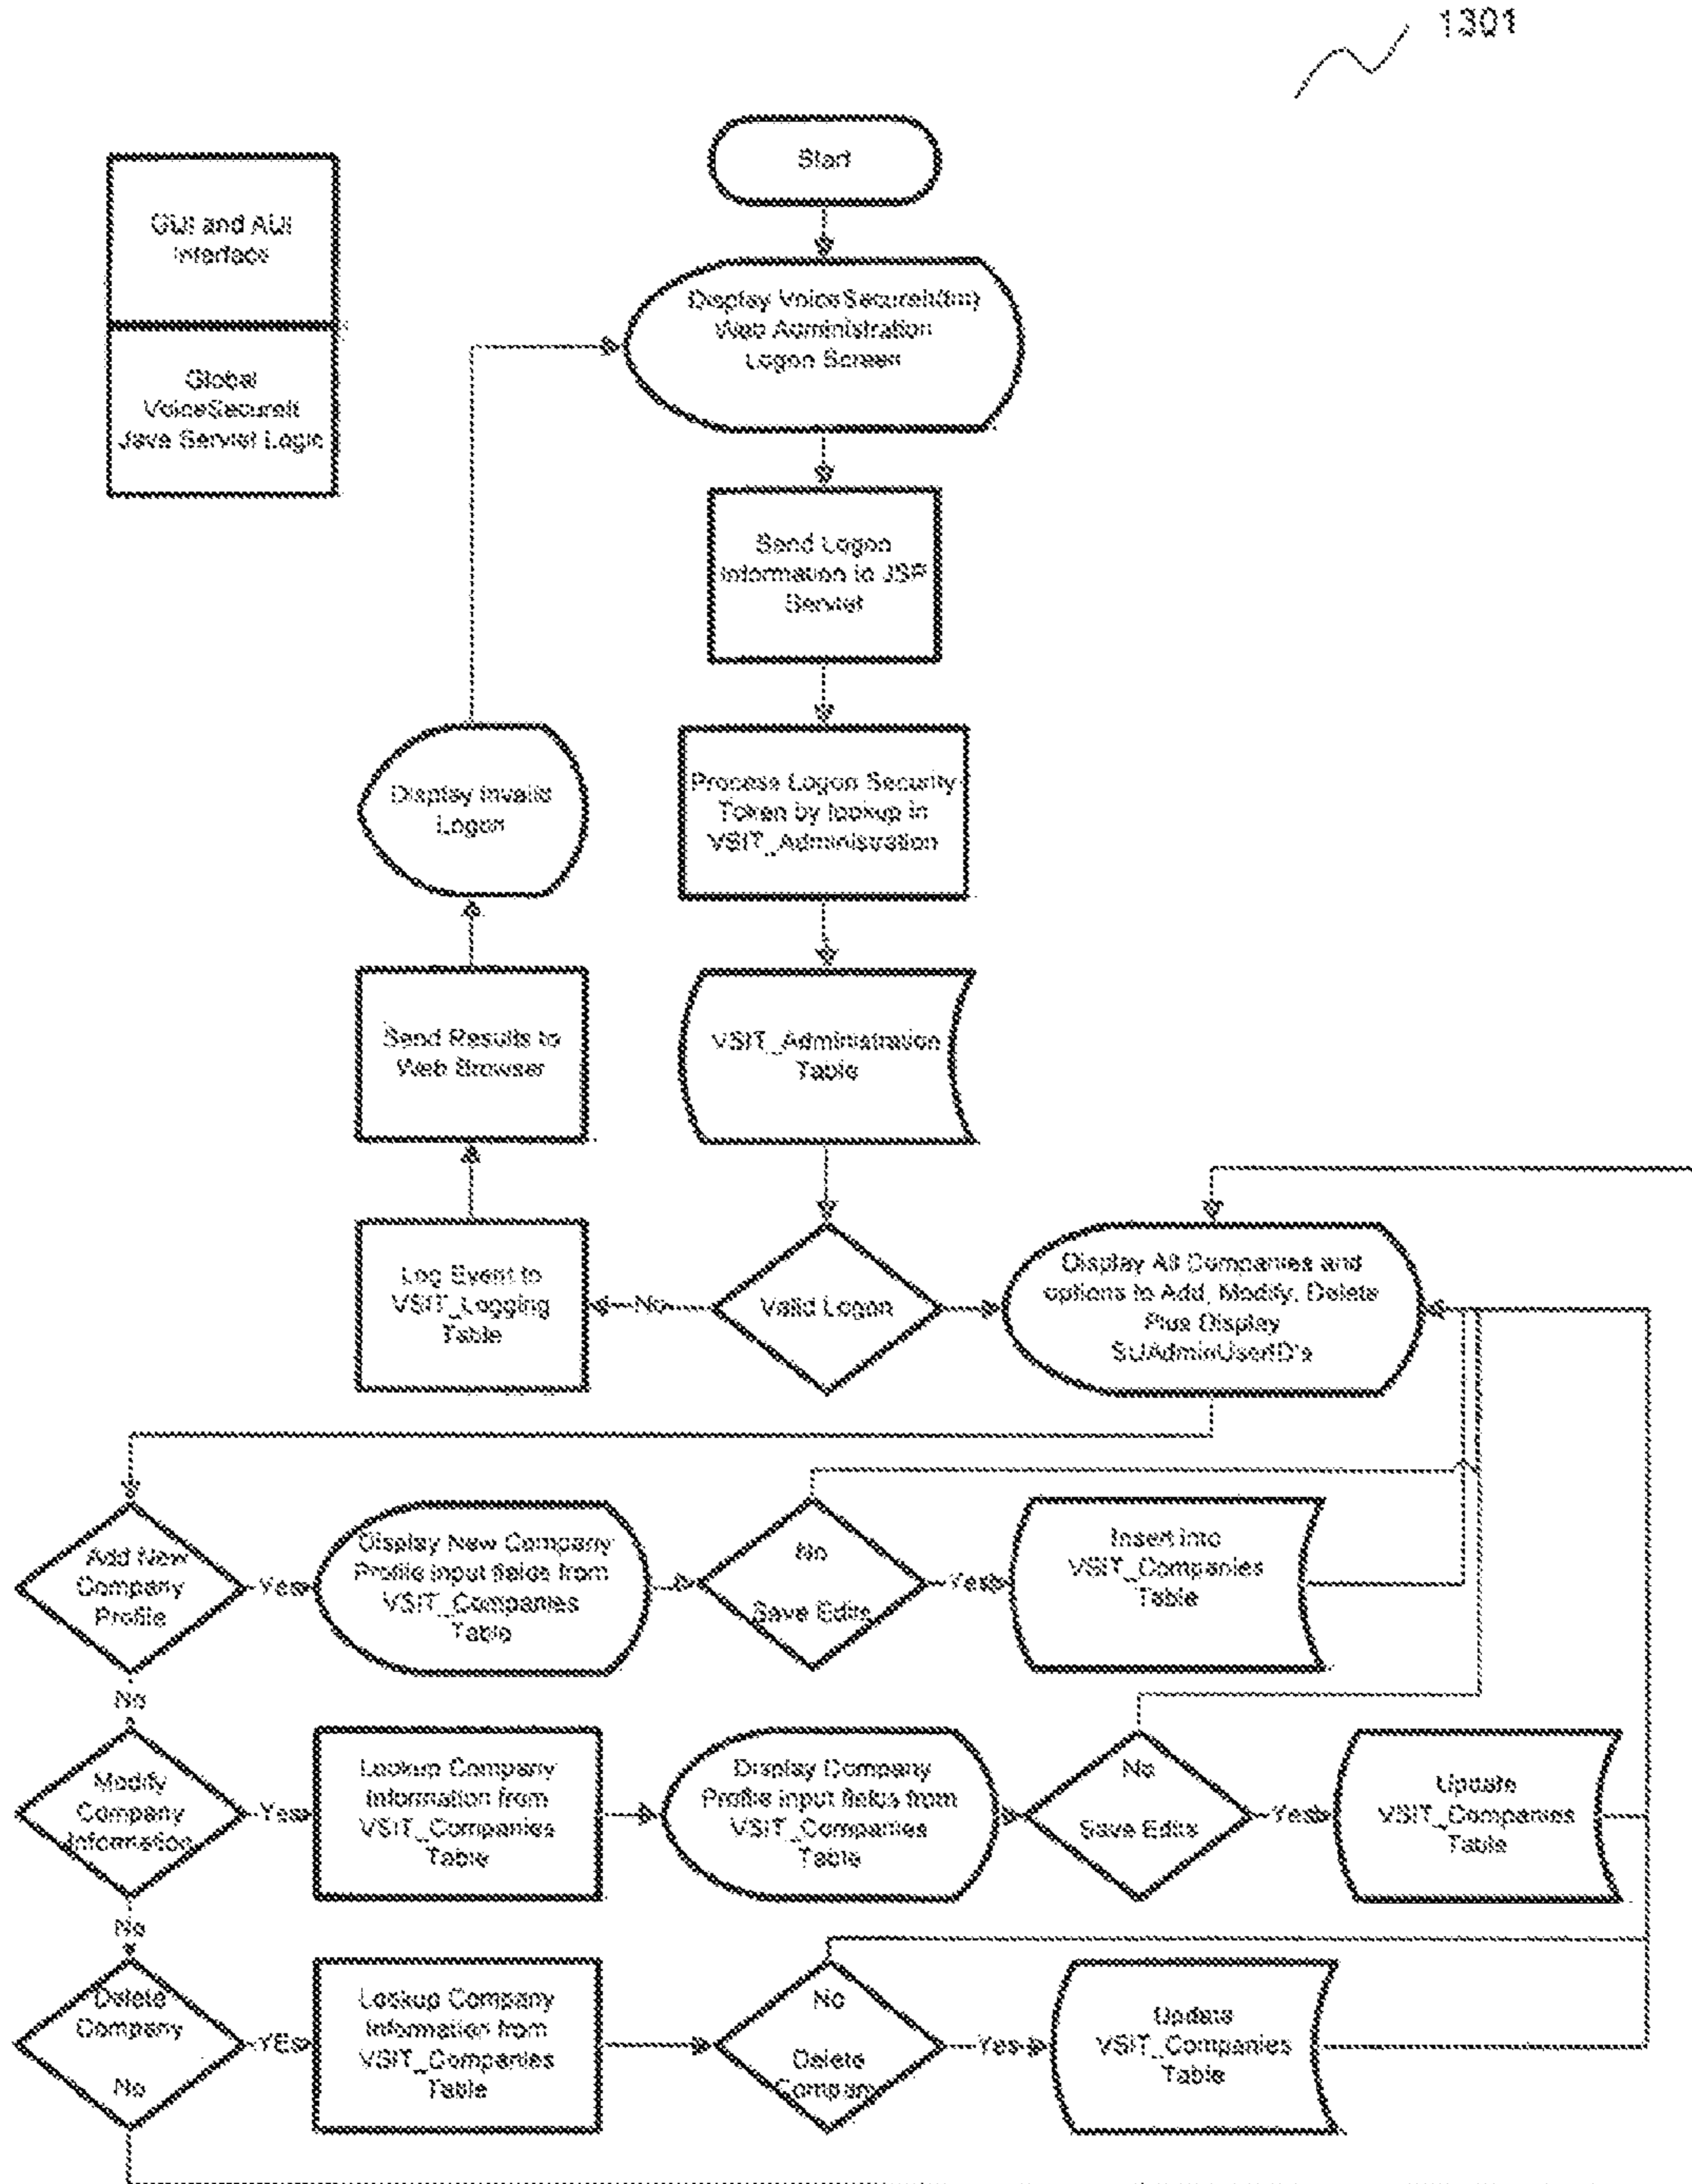 1301
Start
GUI and AUI
Interface
Global
VoiceSecureIt
Java Servlet Logic
Display VoiceSecureIt(tm)
Web Administration
Logon Screen
Send Logon
Information to JSP
Servlet
Display Invalid
Logon
Process Logon Security
Token by lookup in
VSIT_Administration
Send Results to
Web Browser
VSIT_Administration
Table
Log Event to
VSIT_Logging
Table
No
Valid Logon
Display All Companies and
options to Add, Modify, Delete
Plus Display
SUAdminUserID's
Add New
Company
Profile
Yes
Display New Company
Profile input fields from
VSIT_Companies
Table
No
Save Edits
Yes
Insert into
VSIT_Companies
Table
No
Modify
Company
Information
Yes
Lookup Company
Information from
VSIT_Companies
Table
Display Company
Profile input fields from
VSIT_Companies
Table
No
Save Edits
Yes
Update
VSIT_Companies
Table
No
Delete
Company
No
YES
Lookup Company
Information from
VSIT_Companies
Table
No
Delete
Company
Yes
Update
VSIT_Companies
Table